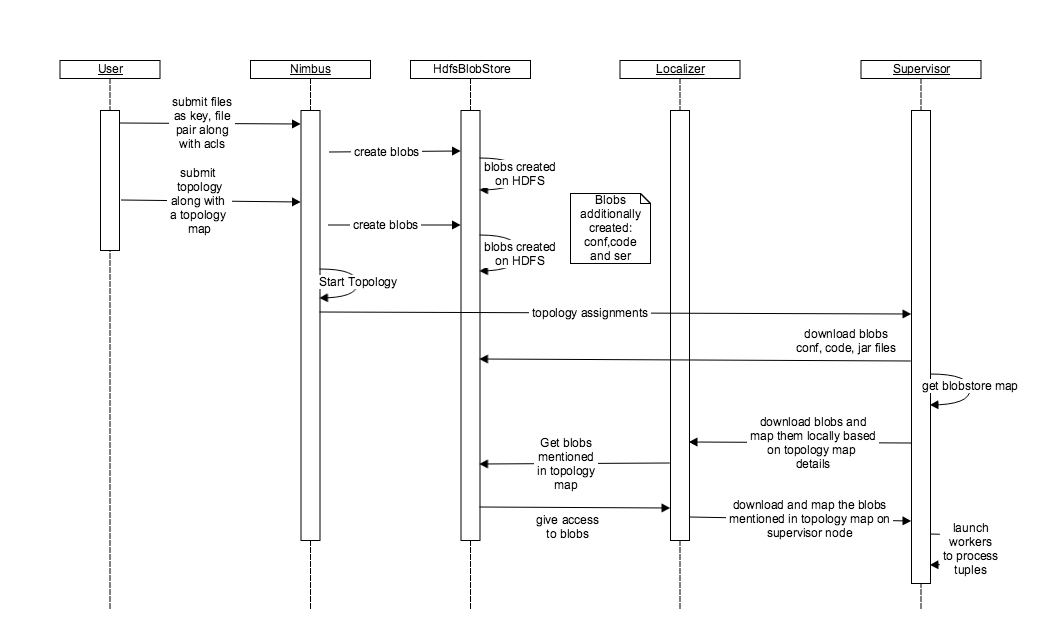 User
Nimbus
HdfsBlobStore
Localizer
Supervisor
submit files
as key, file
pair along
with acls
create blobs
blobs created
on HDFS
submit
topology
along with
a topology
map
create blobs
Blobs
additionally
created:
conf,code
and ser
blobs created
on HDFS
Start Topology
topology assignments
download blobs
conf, code, jar files
get blobstore map
download blobs and
map them locally based
on topology map
details
Get blobs
mentioned
in topology
map
give access
to blobs
download and map the blobs
mentioned in topology map on
supervisor node
launch
workers
to process
tuples